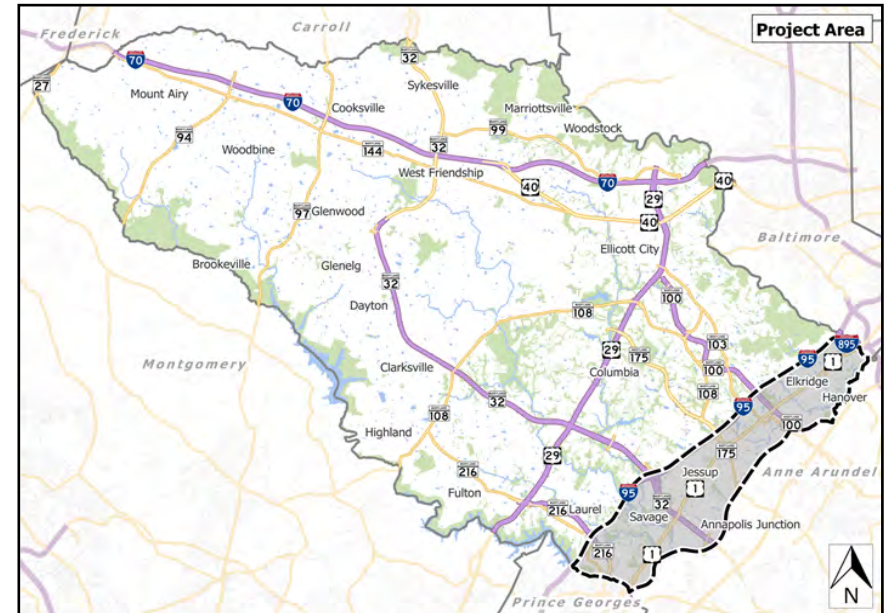 Project Area
Frederick
Carroll
32
70
27
Mount Airy
Sykesville
70
Cooksville
Marriottsville
94
99
Woodstock
Woodbine
144
32
West Friendship
40
70
40
29
97
Glenwood
40
Ellicott City
Baltimore
Brookeville
Glenelg
32
100
Dayton
108
103
895
Montgomery
29
175
95
1
Clarksville
Columbia
100
Elkridge
32
108
95
Hanover
108
100
Highland
175
29
216
Jessup
Anne Arundel
Fulton
95
1
32
216
Laurel
Savage
Annapolis Junction
216
1
Prince Georges
N